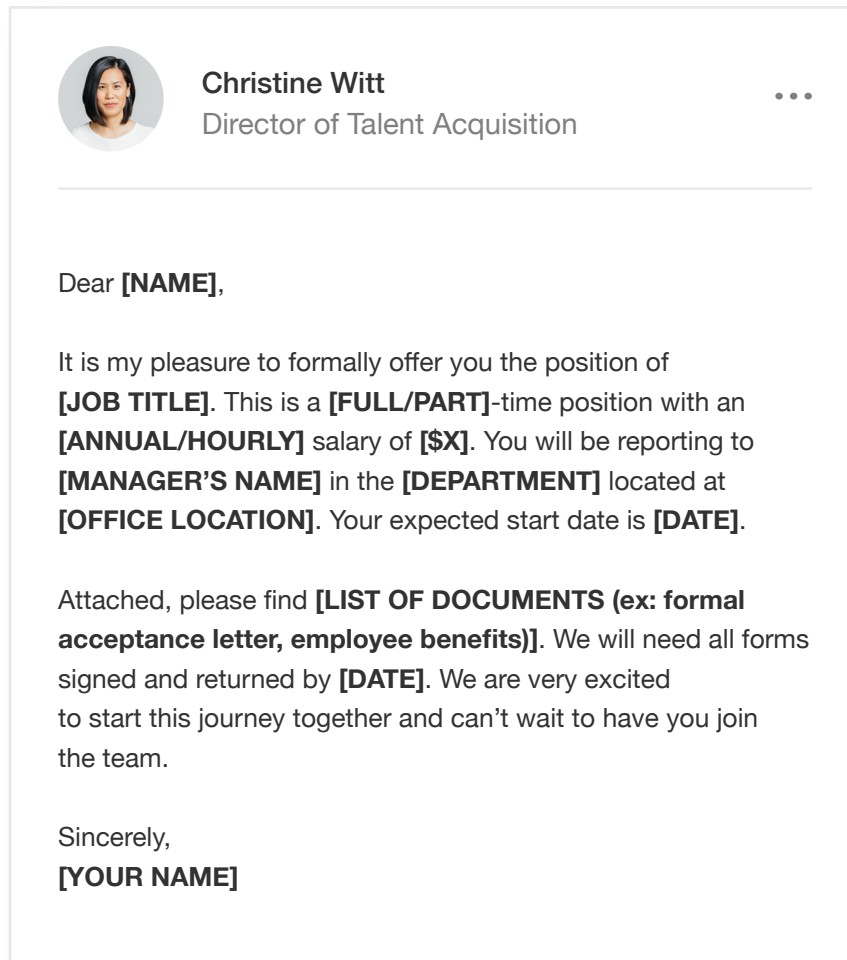 Christine Witt
Director of Talent Acquisition
Dear [NAME],
It is my pleasure to formally offer you the position of
[JOB TITLE]. This is a [FULL/PART]-time position with an
[ANNUAL/HOURLY] salary of [$X]. You will be reporting to
[MANAGER’S NAME] in the [DEPARTMENT] located at
[OFFICE LOCATION]. Your expected start date is [DATE].
Attached, please find [LIST OF DOCUMENTS (ex: formal
acceptance letter, employee benefits)]. We will need all forms
signed and returned by [DATE]. We are very excited
to start this journey together and can’t wait to have you join
the team.
Sincerely,
[YOUR NAME]